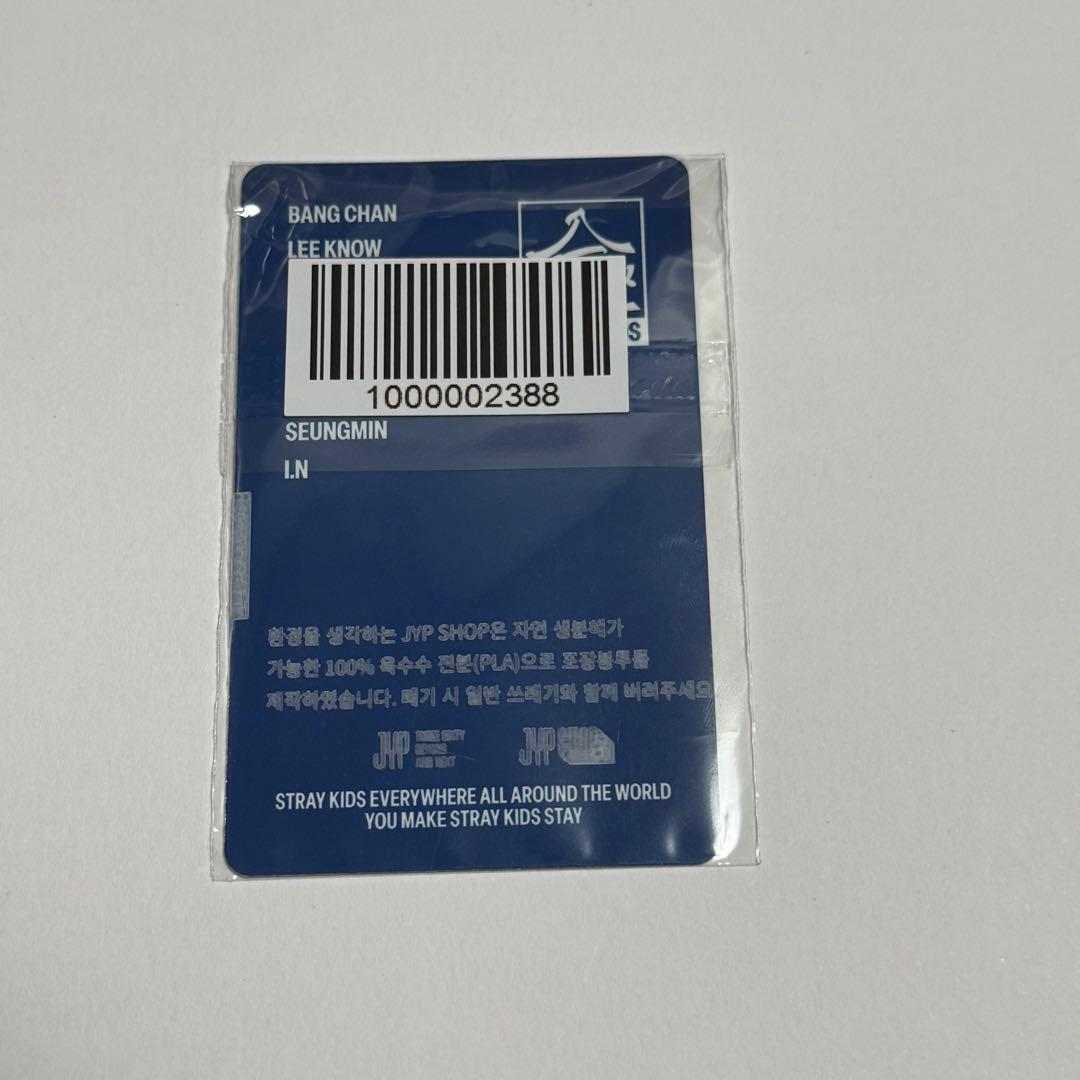 BANG CHAN
LEE KNOW
S
1000002388
SEUNGMIN
I.N
환경을 생각하는 JYP SHOP은 자연 생분해가
가능한 100% 옥수수 전분(PLA)으로 포장봉투를
제작하였습니다. 폐기 시 일반 쓰레기와 함께 버려주세요
JYP JYP SHOP
STRAY KIDS EVERYWHERE ALL AROUND THE WORLD
YOU MAKE STRAY KIDS STAY